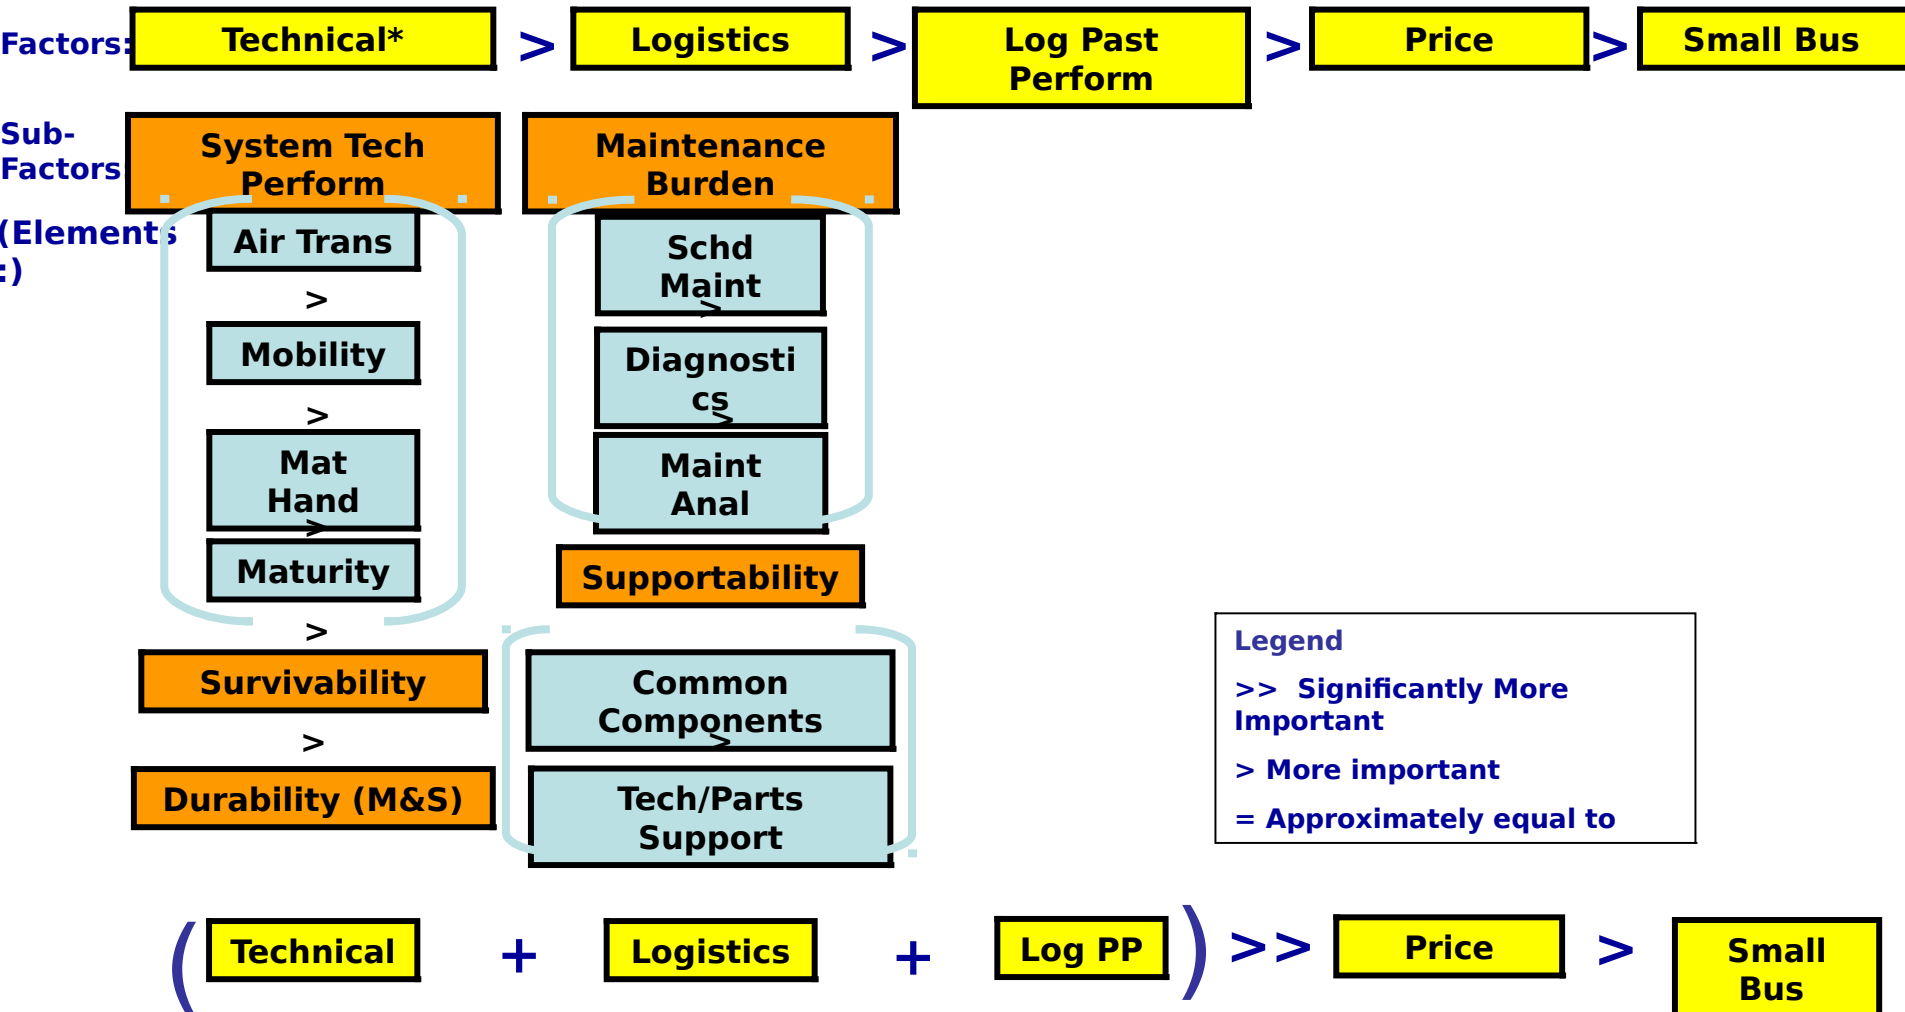 Factors:
Technical*
>
Logistics
>
Log Past
Perform
>
Price
>
Small Bus
Sub-
Factors
System Tech
Perform
Maintenance
Burden
(Elements
:)
Air Trans
>
Mobility
>
Mat
Hand
>
Maturity
>
Survivability
>
Durability (M&S)
Schd
Maint
>
Diagnosti
cs
>
Maint
Anal
Supportability
Common
Components
>
Tech/Parts
Support
Legend
>> Significantly More
Important
> More important
= Approximately equal to
(
Technical
+
Logistics
+
Log PP
)
>>
Price
>
Small
Bus